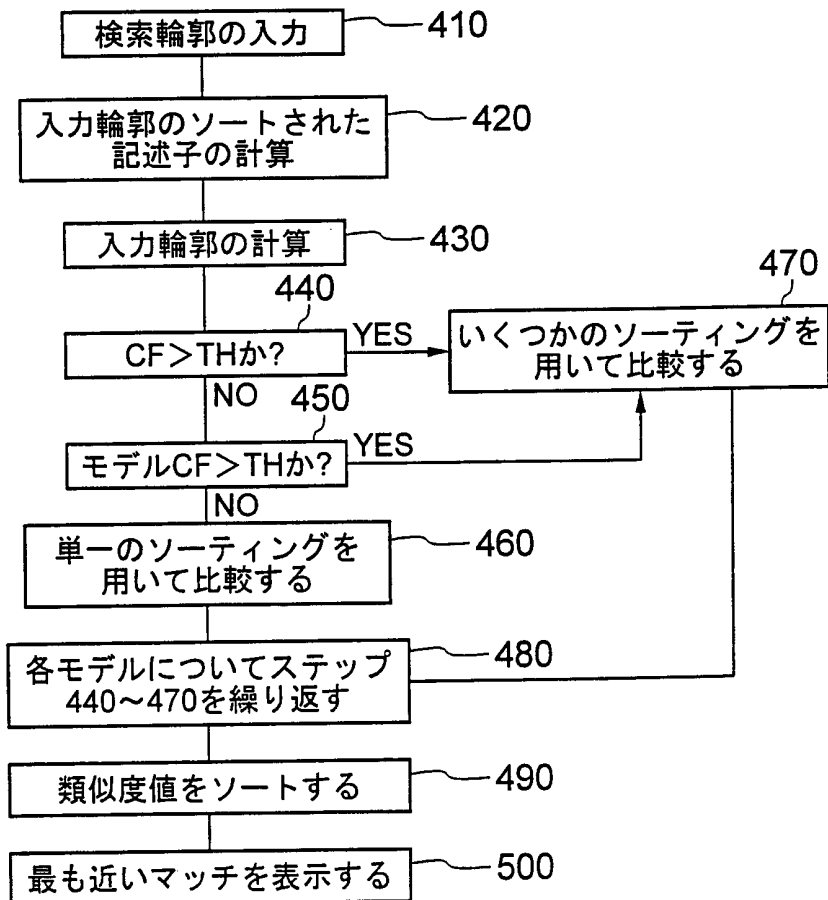 検索輪郭の入力
410
入力輪郭のソートされた
記述子の計算
420
入力輪郭の計算
430
440
CF>THか?
YES
NO
470
いくつかのソーティングを
用いて比較する
450
モデルCF>THか?
YES
NO
単一のソーティングを
用いて比較する
460
各モデルについてステップ
440〜470を繰り返す
480
類似度値をソートする
490
最も近いマッチを表示する
500